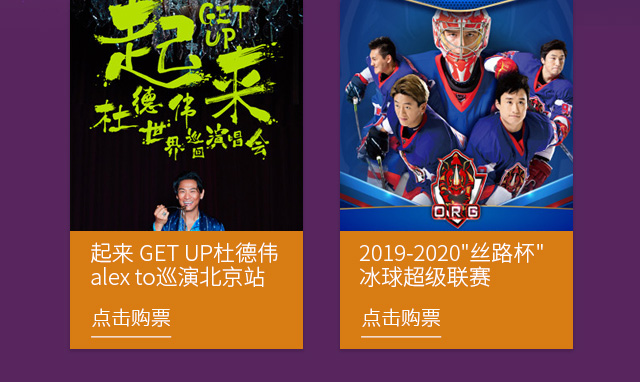 起来
GET
UP
杜德伟
世界巡回演唱会
起来 GET UP杜德伟
alex to巡演北京站
点击购票
ORG
2019-2020"丝路杯"
冰球超级联赛
点击购票